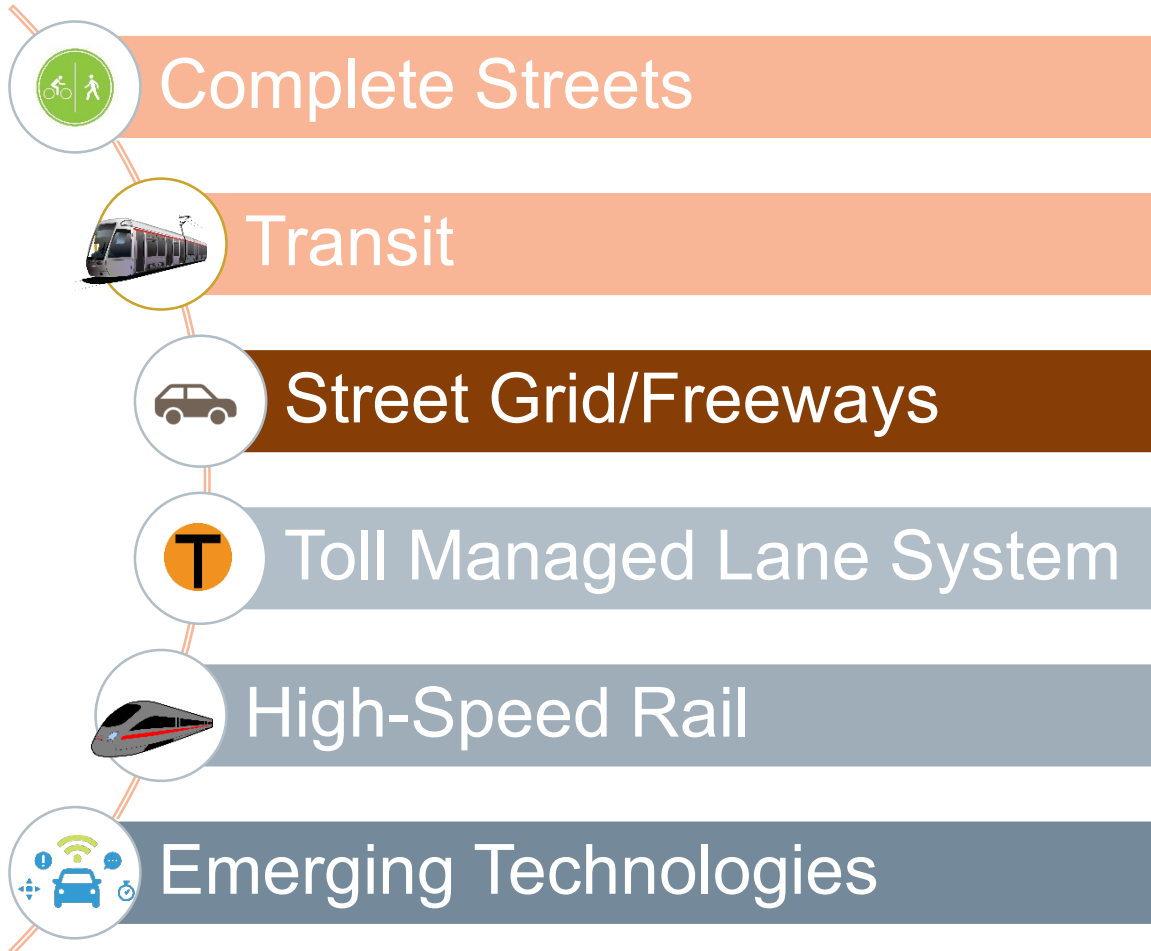 Complete Streets
Transit
Street Grid/Freeways
T
Toll Managed Lane System
High-Speed Rail
Emerging Technologies